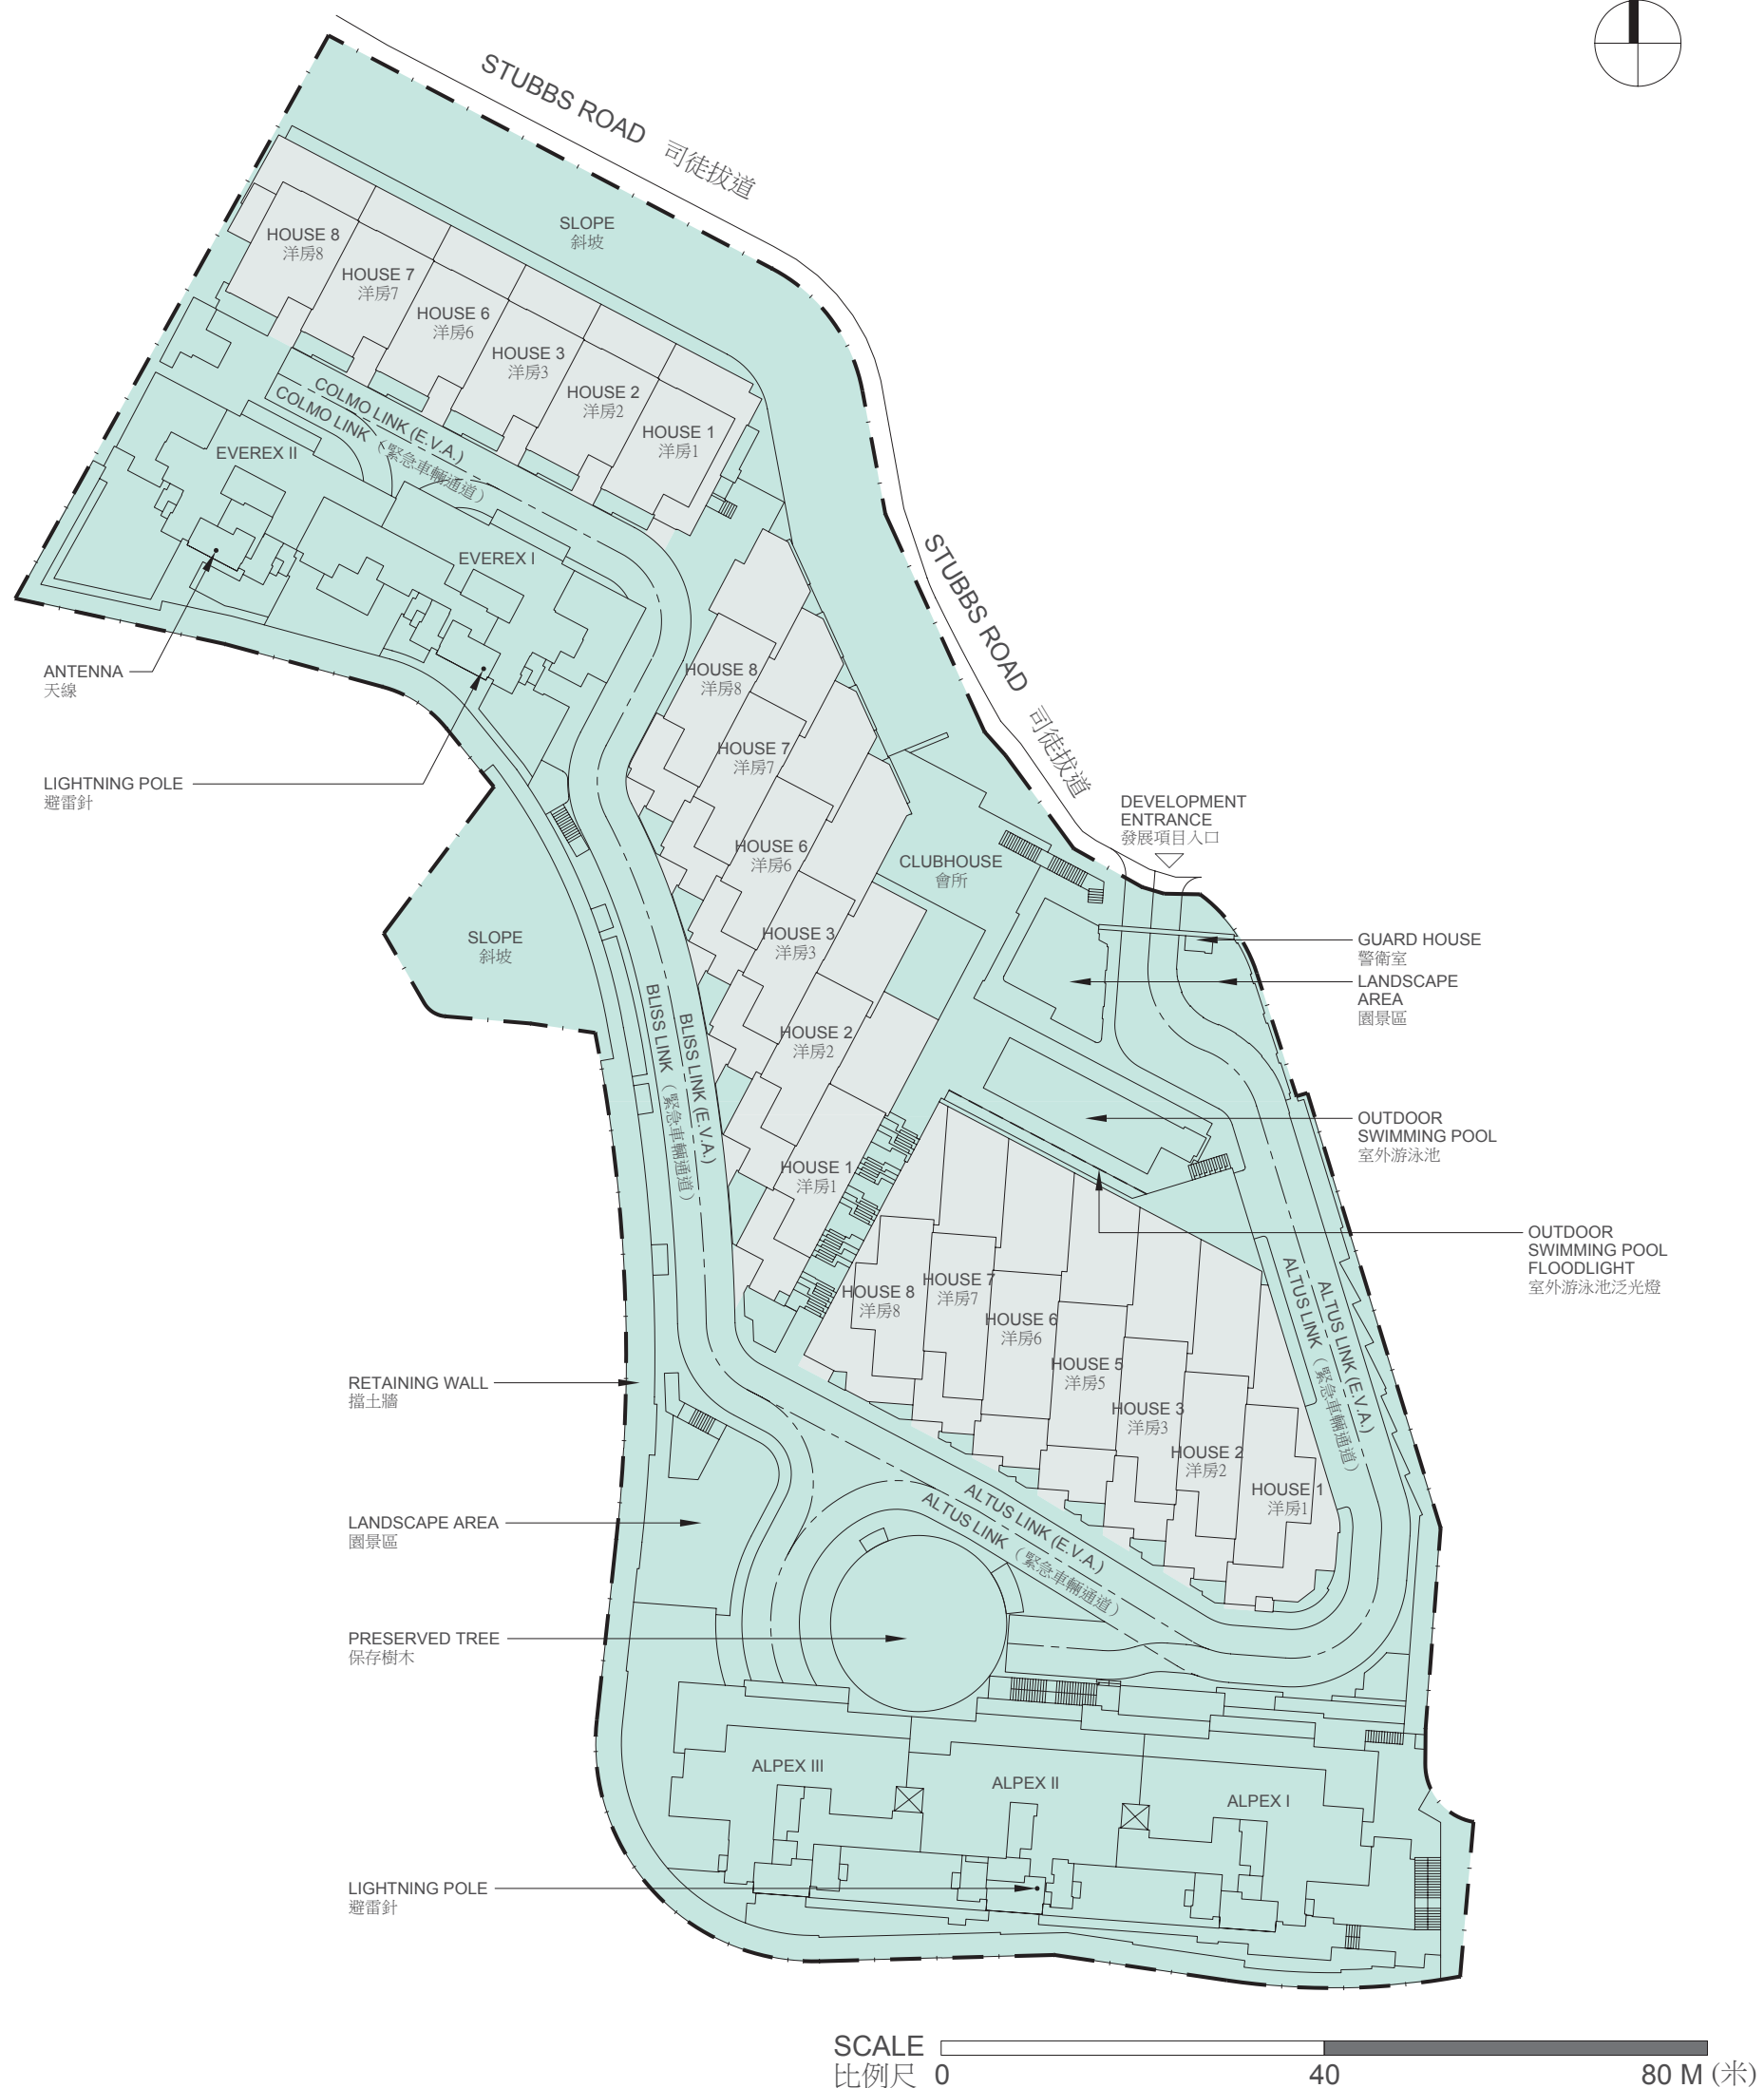 STUBBS ROAD 司徒拔道
SLOPE
斜坡
HOUSE 8
洋房8
HOUSE 7
洋房7
HOUSE 6
洋房6
HOUSE 3
洋房3
HOUSE 2
洋房2
HOUSE 1
洋房1
COLMO LINK (E.V.A.)
COLMO LINK（緊急車輛通道）
EVEREX II
EVEREX I
STUBBS ROAD 司徒拔道
ANTENNA
天線
LIGHTNING POLE
避雷針
HOUSE 8
洋房8
HOUSE 7
洋房7
HOUSE 6
洋房6
HOUSE 3
洋房3
HOUSE 2
洋房2
HOUSE 1
洋房1
DEVELOPMENT
ENTRANCE
發展項目入口
CLUBHOUSE
會所
SLOPE
斜坡
GUARD HOUSE
警衛室
LANDSCAPE
AREA
園景區
BLISS LINK (E.V.A.)
BLISS LINK（緊急車輛通道）
OUTDOOR
SWIMMING POOL
室外游泳池
OUTDOOR
SWIMMING POOL
FLOODLIGHT
室外游泳池泛光燈
HOUSE 8
洋房8
HOUSE 7
洋房7
HOUSE 6
洋房6
HOUSE 5
洋房5
HOUSE 3
洋房3
HOUSE 2
洋房2
HOUSE 1
洋房1
ALTUS LINK (E.V.A.)
ALTUS LINK（緊急車輛通道）
RETAINING WALL
擋土牆
ALTUS LINK (E.V.A.)
ALTUS LINK（緊急車輛通道）
LANDSCAPE AREA
園景區
PRESERVED TREE
保存樹木
ALPEX III
ALPEX II
ALPEX I
LIGHTNING POLE
避雷針
SCALE
比例尺 0 40 80 M (米)